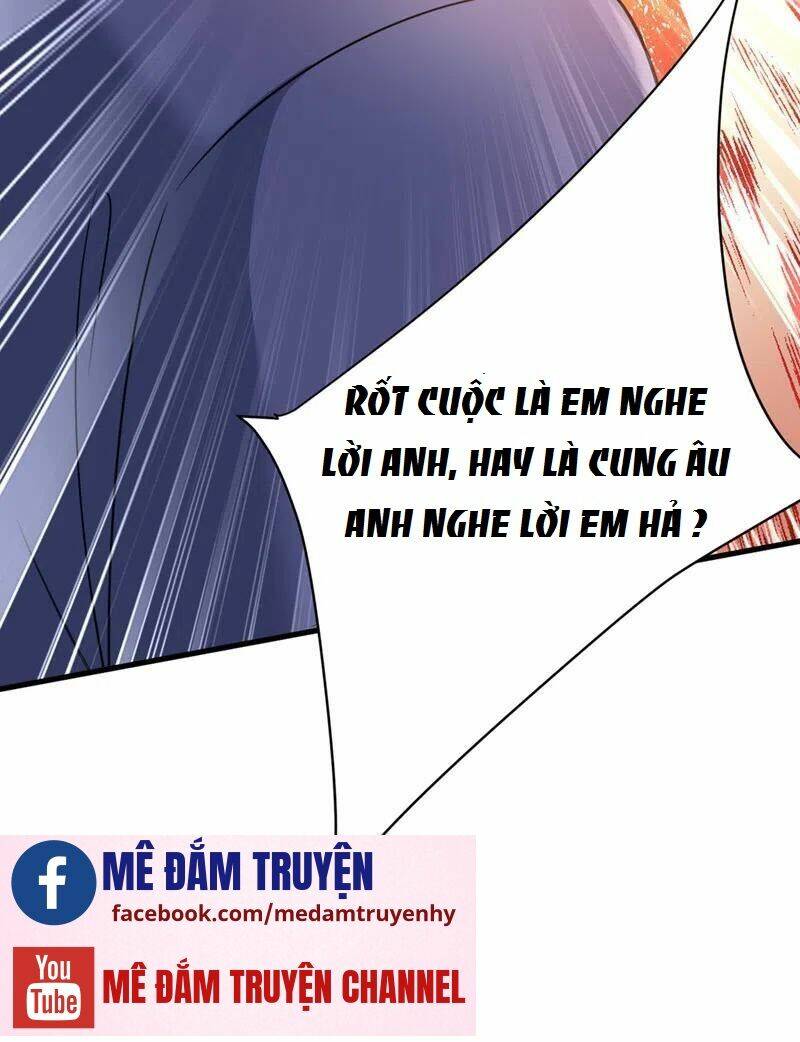 RỐT CUỘC LÀ EM NGHE
LỜI ANH, HAY LÀ CUNG ÂU
ANH NGHE LỜI EM HẢ?
f
MÊ ĐẮM TRUYỆN
facebook.com/medamtruyenhy
You
Tube
MÊ ĐẮM TRUYỆN CHANNEL